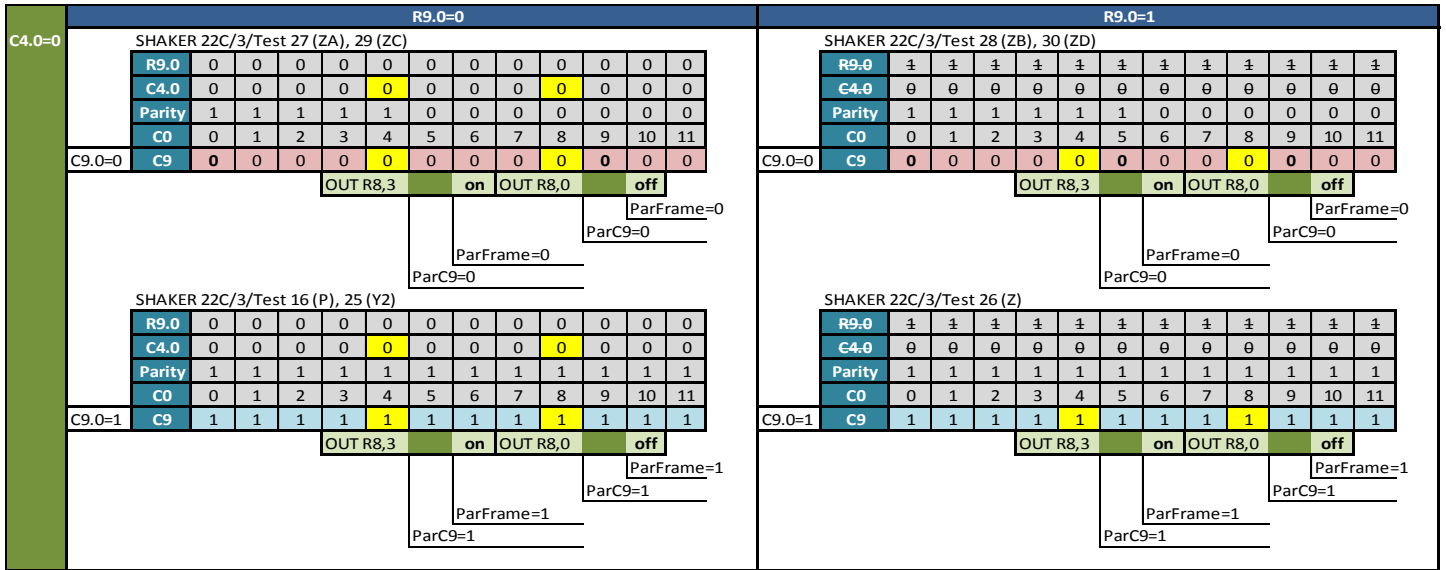 R9.0=0 R9.0=1
C4.0=0
SHAKER 22C/3/Test 27 (ZA), 29 (ZC)
R9.0 0 0 0 0 0 0 0 0 0 0 0 0
C4.0 0 0 0 0 0 0 0 0 0 0 0 0
Parity 1 1 1 1 1 0 0 0 0 0 0 0
C0 0 1 2 3 4 5 6 7 8 9 10 11
C9.0=0 C9 0 0 0 0 0 0 0 0 0 0 0 0
OUT R8,3 on OUT R8,0 off
ParFrame=0
ParC9=0
ParFrame=0
ParC9=0
SHAKER 22C/3/Test 28 (ZB), 30 (ZD)
R9.0 1 1 1 1 1 1 1 1 1 1 1 1
C4.0 0 0 0 0 0 0 0 0 0 0 0 0
Parity 1 1 1 1 1 1 0 0 0 0 0 0
C0 0 1 2 3 4 5 6 7 8 9 10 11
C9.0=0 C9 0 0 0 0 0 0 0 0 0 0 0 0
OUT R8,3 on OUT R8,0 off
ParFrame=0
ParC9=0
ParFrame=0
ParC9=0
SHAKER 22C/3/Test 16 (P), 25 (Y2)
R9.0 0 0 0 0 0 0 0 0 0 0 0 0
C4.0 0 0 0 0 0 0 0 0 0 0 0 0
Parity 1 1 1 1 1 1 1 1 1 1 1 1
C0 0 1 2 3 4 5 6 7 8 9 10 11
C9.0=1 C9 1 1 1 1 1 1 1 1 1 1 1 1
OUT R8,3 on OUT R8,0 off
ParFrame=1
ParC9=1
ParFrame=1
ParC9=1
SHAKER 22C/3/Test 26 (Z)
R9.0 1 1 1 1 1 1 1 1 1 1 1 1
C4.0 0 0 0 0 0 0 0 0 0 0 0 0
Parity 1 1 1 1 1 1 1 1 1 1 1 1
C0 0 1 2 3 4 5 6 7 8 9 10 11
C9.0=1 C9 1 1 1 1 1 1 1 1 1 1 1 1
OUT R8,3 on OUT R8,0 off
ParFrame=1
ParC9=1
ParFrame=1
ParC9=1